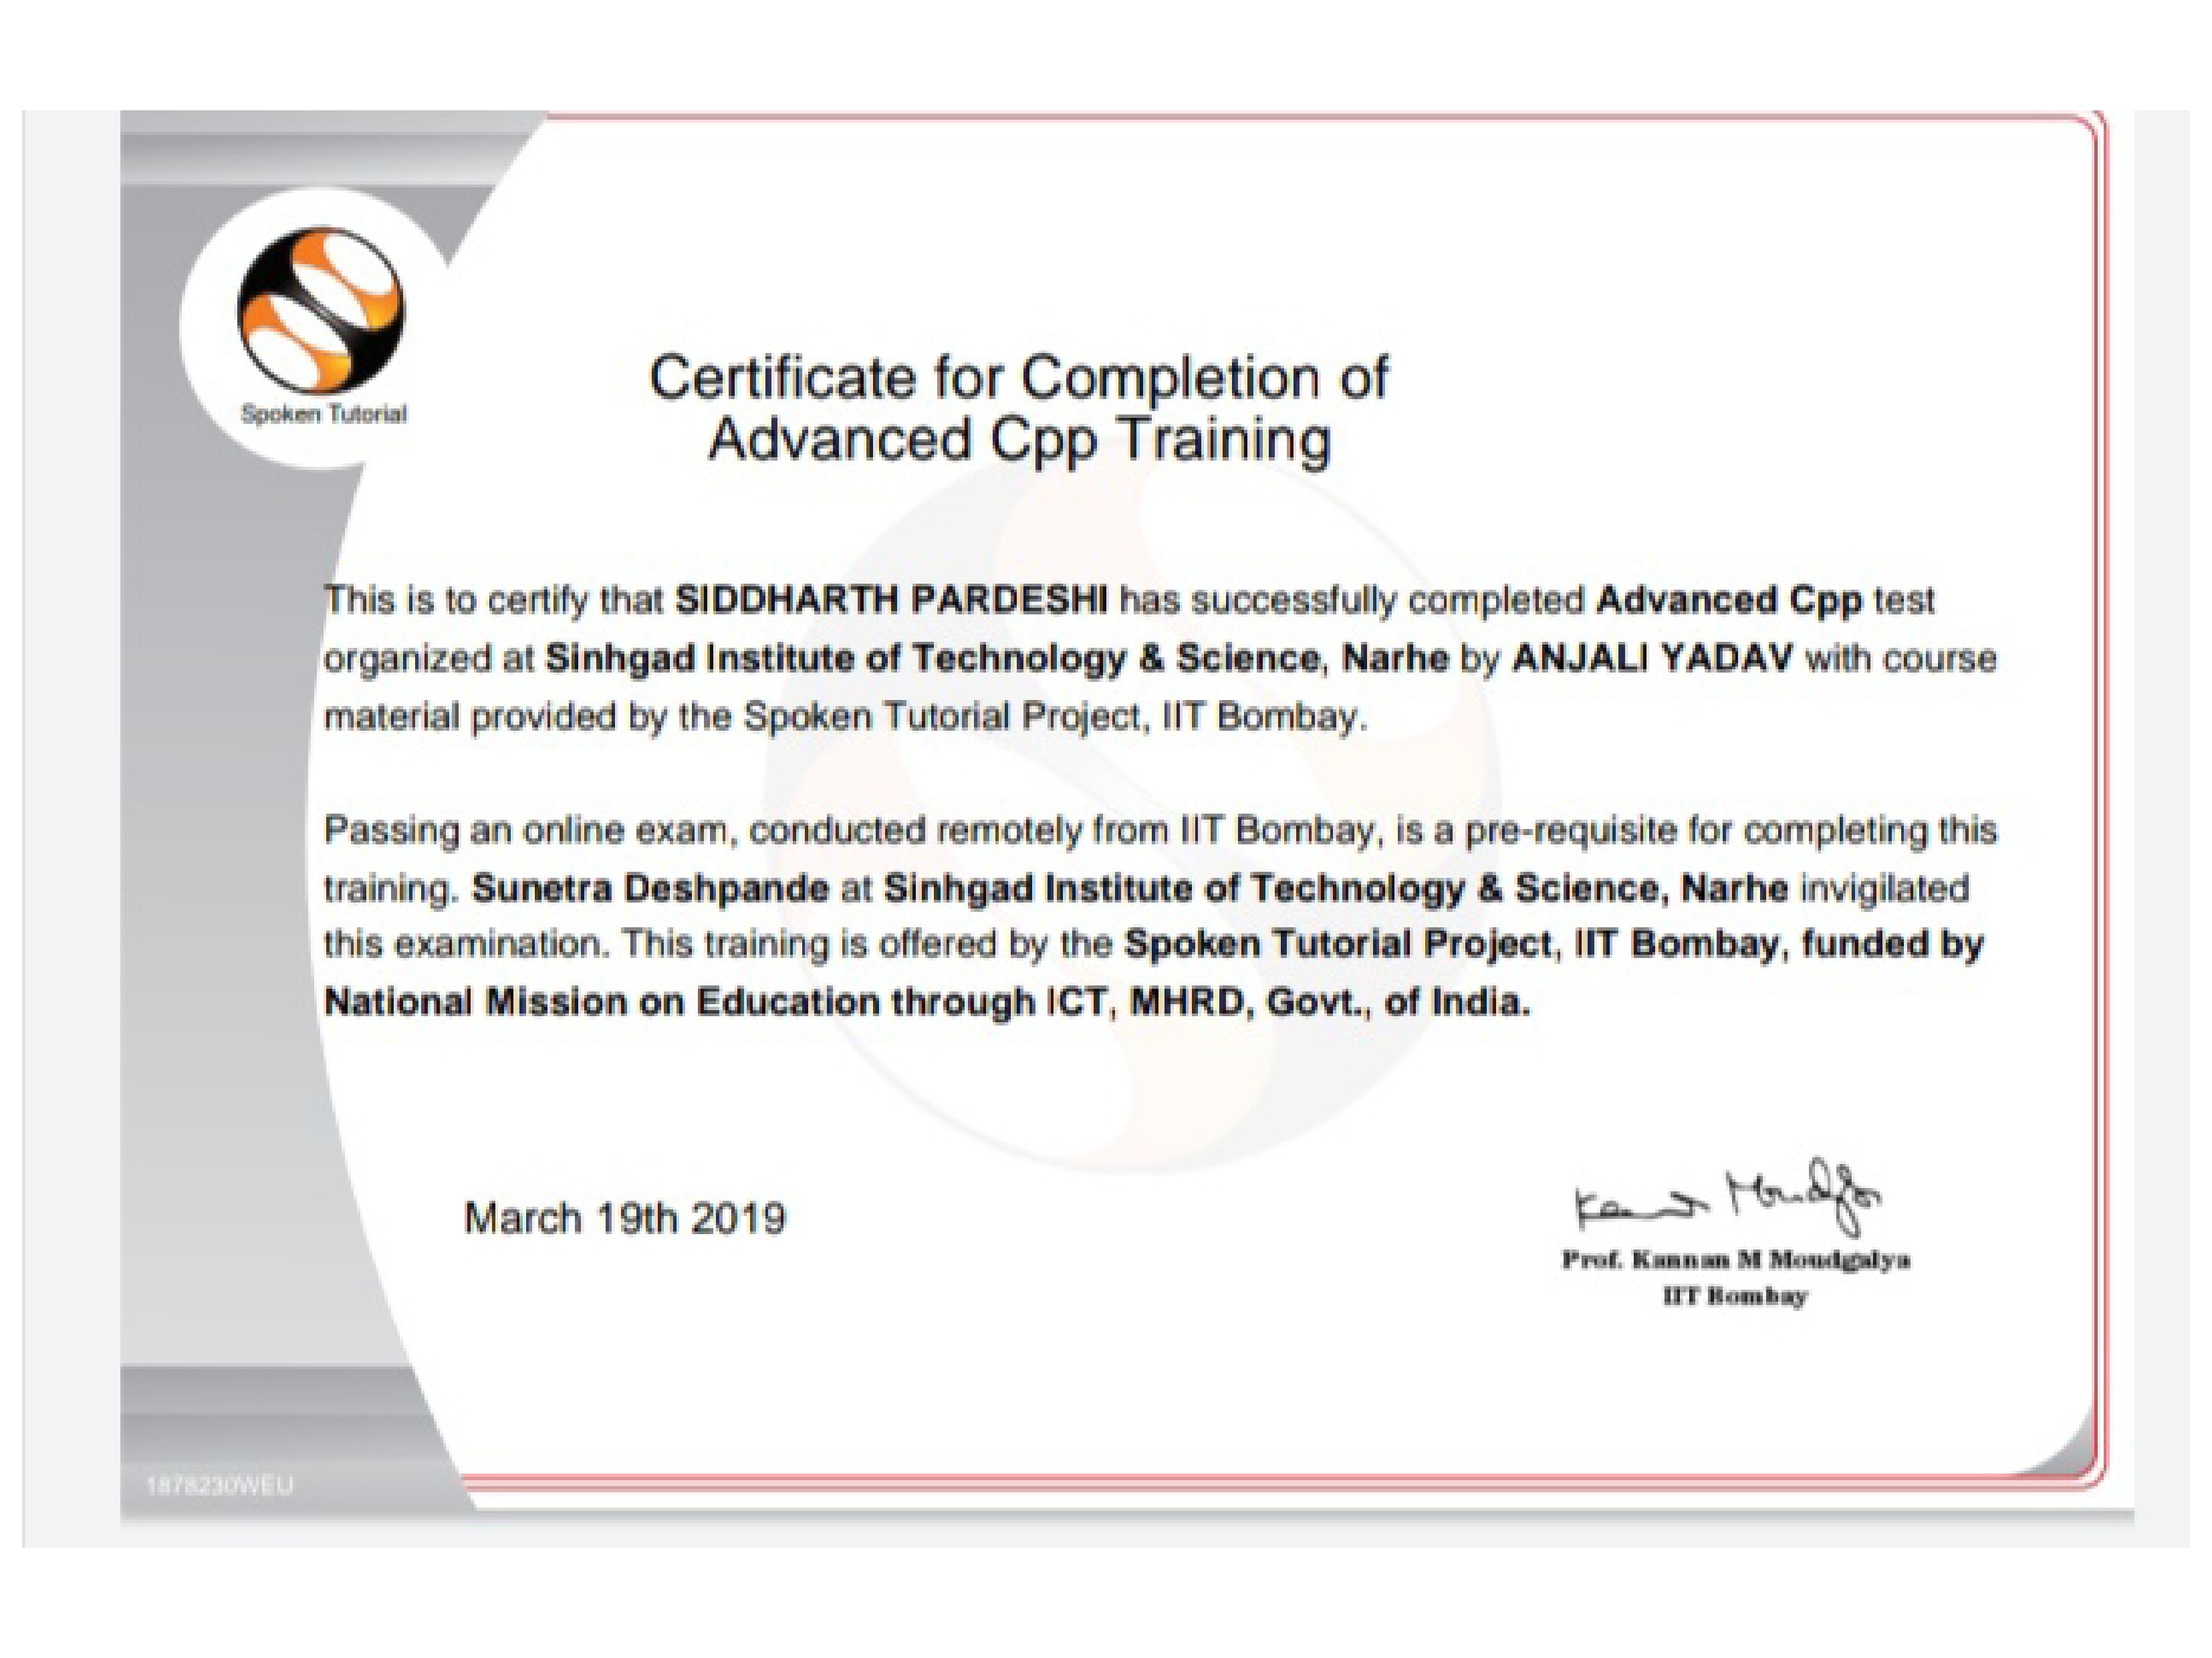 Spoken Tutorial
Certificate for Completion of
Advanced Cpp Training
This is to certify that SIDDHARTH PARDESHI has successfully completed Advanced Cpp test
organized at Sinhgad Institute of Technology & Science, Narhe by ANJALI YADAV with course
material provided by the Spoken Tutorial Project, IIT Bombay.
Passing an online exam, conducted remotely from IIT Bombay, is a pre-requisite for completing this
training. Sunetra Deshpande at Sinhgad Institute of Technology & Science, Narhe invigilated
this examination. This training is offered by the Spoken Tutorial Project, IIT Bombay, funded by
National Mission on Education through ICT, MHRD, Govt., of India.
March 19th 2019
Prof. Kannan M Moudgalya
IIT Bombay
1878230WEU